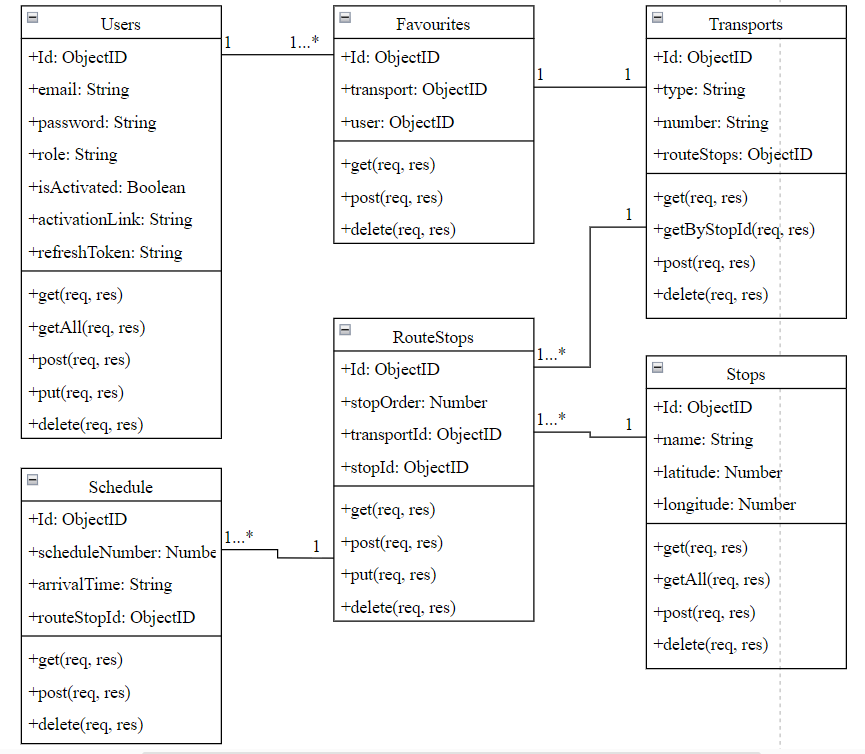 Users
+Id: ObjectID
+email: String
+password: String
+role: String
+isActivated: Boolean
+activationLink: String
+refreshToken: String
+get(req, res)
+getAll(req, res)
+post(req, res)
+put(req, res)
+delete(req, res)
1
1...*
Favourites
+Id: ObjectID
+transport: ObjectID
+user: ObjectID
+get(req, res)
+post(req, res)
+delete(req, res)
1
1
Transports
+Id: ObjectID
+type: String
+number: String
+routeStops: ObjectID
+get(req, res)
+getByStopId(req, res)
+post(req, res)
+delete(req, res)
1
1...*
RouteStops
+Id: ObjectID
+stopOrder: Number
+transportId: ObjectID
+stopId: ObjectID
+get(req, res)
+post(req, res)
+put(req, res)
+delete(req, res)
1...*
1
Stops
+Id: ObjectID
+name: String
+latitude: Number
+longitude: Number
+get(req, res)
+getAll(req, res)
+post(req, res)
+delete(req, res)
Schedule
+Id: ObjectID
+scheduleNumber: Numbe
+arrivalTime: String
+routeStopId: ObjectID
+get(req, res)
+post(req, res)
+delete(req, res)
1...*
1